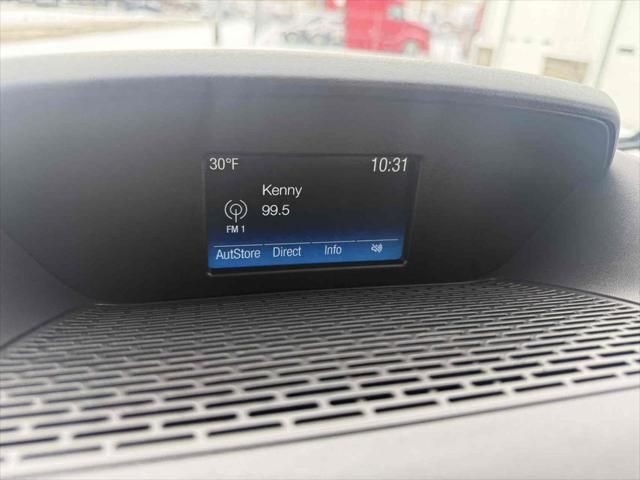 30°F 10:31
Kenny
99.5
FM 1
AutStore Direct Info